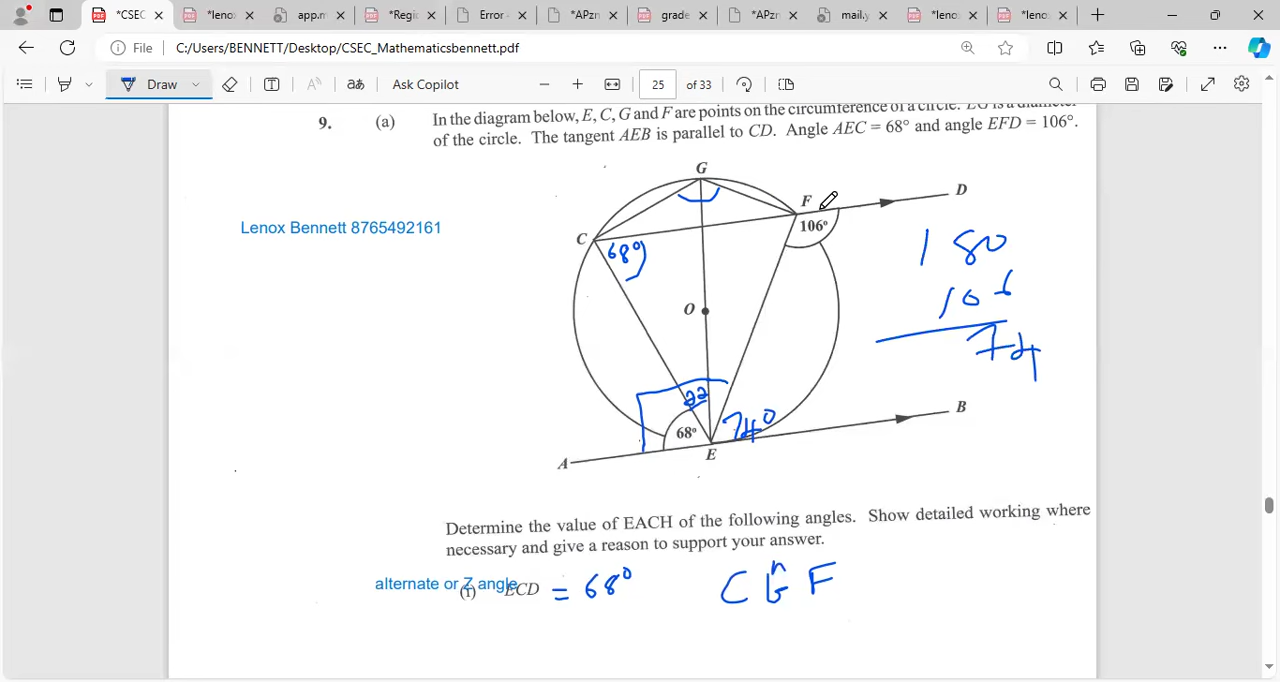 *CSEC
*leno
app.m
*Regio
Error -
*APzn
grade
*APzn
mail.y
*leno
*leno
File
C:/Users/BENNETT/Desktop/CSEC_Mathematicsbennett.pdf
Draw
aあ
Ask Copilot
25 of 33
9. (a) In the diagram below, E, C, G and F are points on the circumference of a circle. EG is a diameter
of the circle. The tangent AEB is parallel to CD. Angle AEC = 68° and angle EFD = 106°.
Lenox Bennett 8765492161
G
F
D
C
106°
68°
O
180
106
74
22
68°
74°
B
A
E
Determine the value of EACH of the following angles. Show detailed working where
necessary and give a reason to support your answer.
alternate or Z angle
(i) ECD = 68°
CĜF